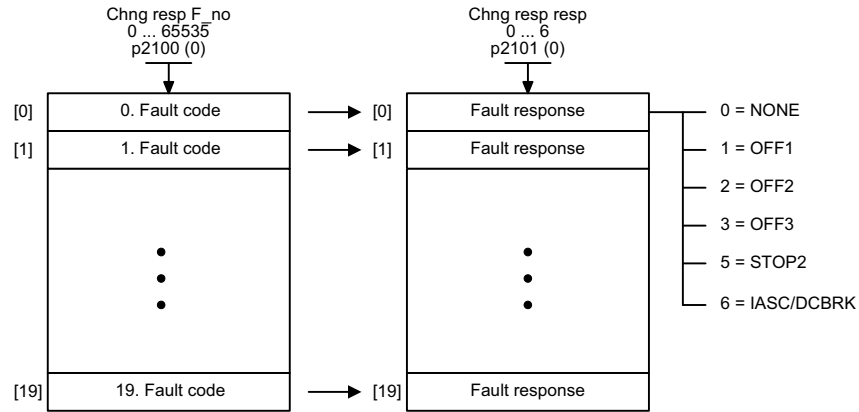 Chng resp F_no
0 ... 65535
p2100 (0)
Chng resp resp
0 ... 6
p2101 (0)
[0] 0. Fault code [0] Fault response 0 = NONE
[1] 1. Fault code [1] Fault response 1 = OFF1
2 = OFF2
3 = OFF3
5 = STOP2
6 = IASC/DCBRK
[19] 19. Fault code [19] Fault response